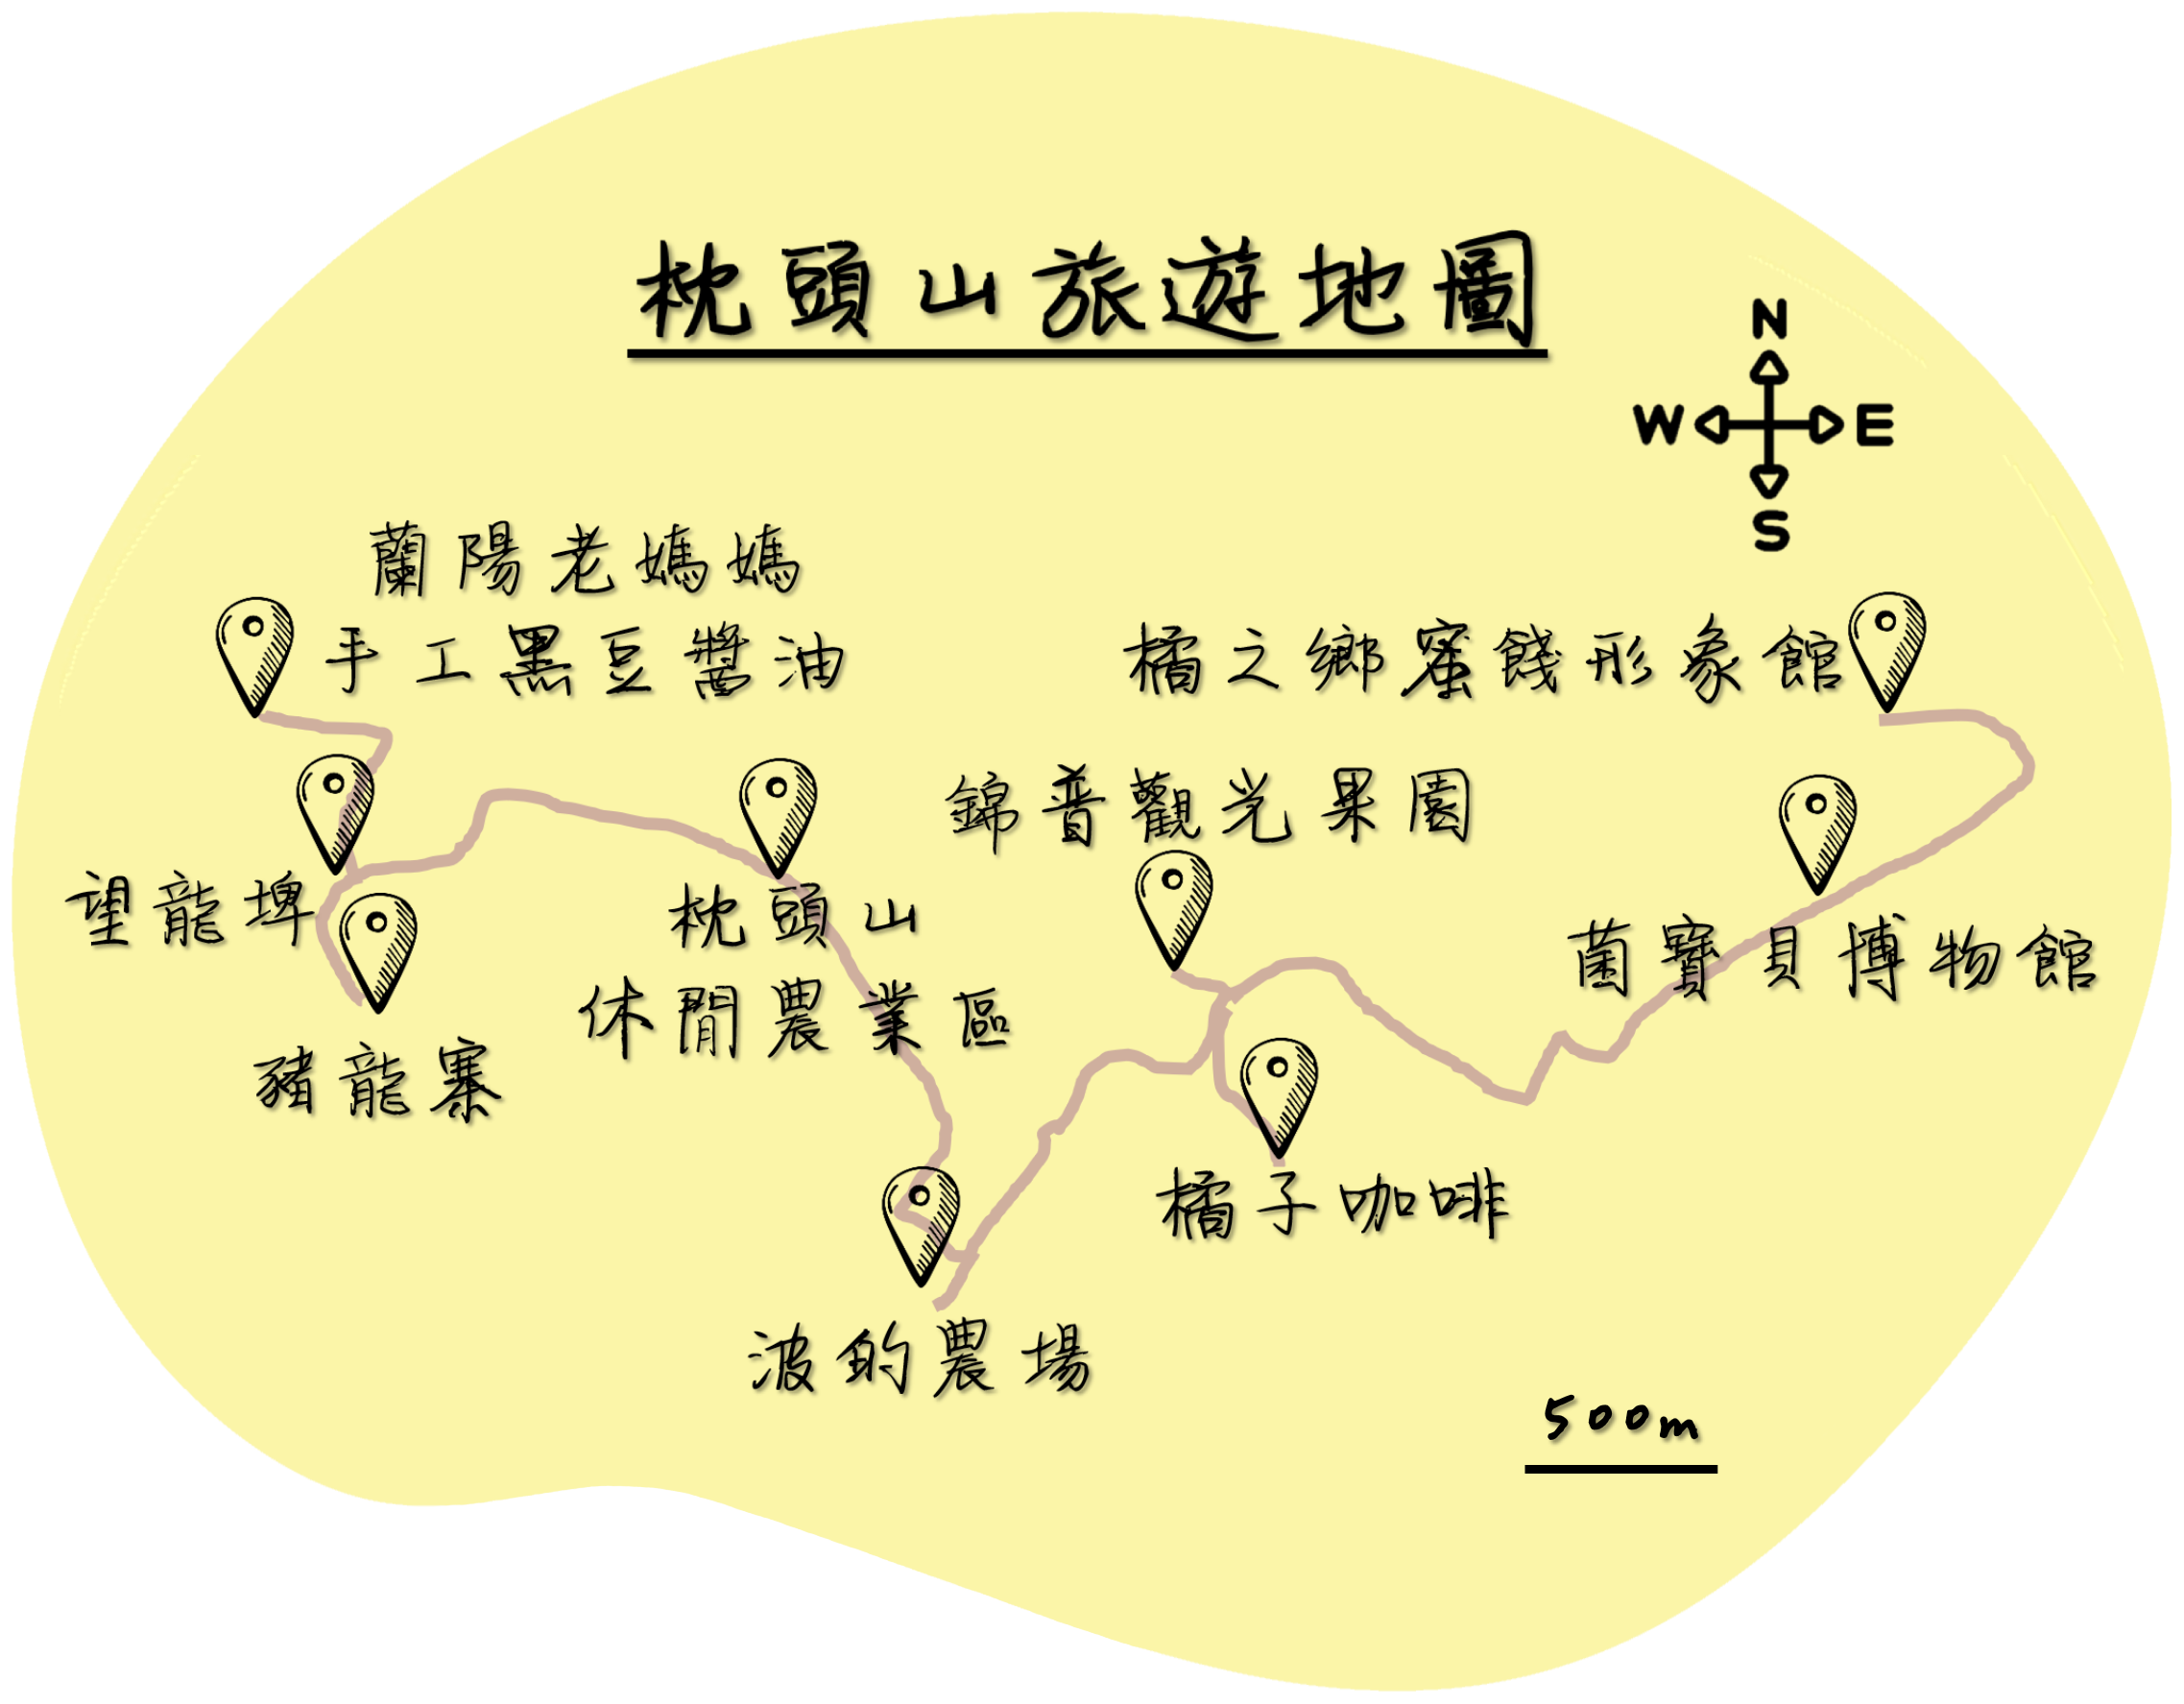 枕頭山旅遊地圖
N
W E
S
蘭陽老媽媽
手工黑豆醬油
橘之鄉蜜餞形象館
錦普觀光果園
望龍埤
枕頭山
休閒農業區
菌寶貝博物館
豬龍寨
橘子咖啡
波的農場
500m